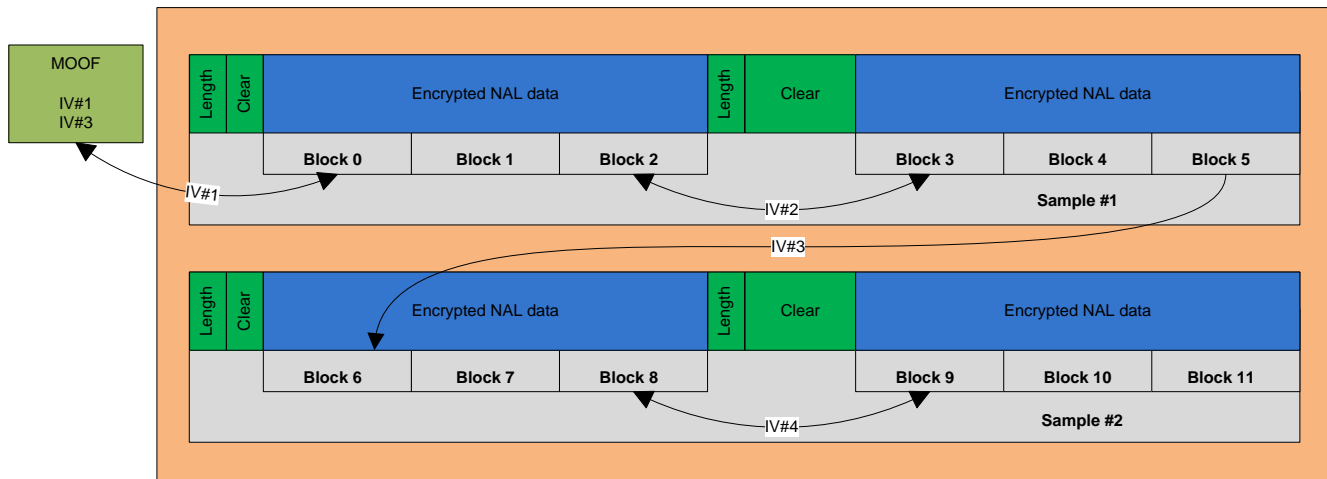 MOOF
IV#1
IV#3
Length
Clear
Encrypted NAL data
Length
Clear
Encrypted NAL data
Block 0
Block 1
Block 2
Block 3
Block 4
Block 5
IV#1
IV#2
Sample #1
IV#3
Length
Clear
Encrypted NAL data
Length
Clear
Encrypted NAL data
Block 6
Block 7
Block 8
Block 9
Block 10
Block 11
IV#4
Sample #2